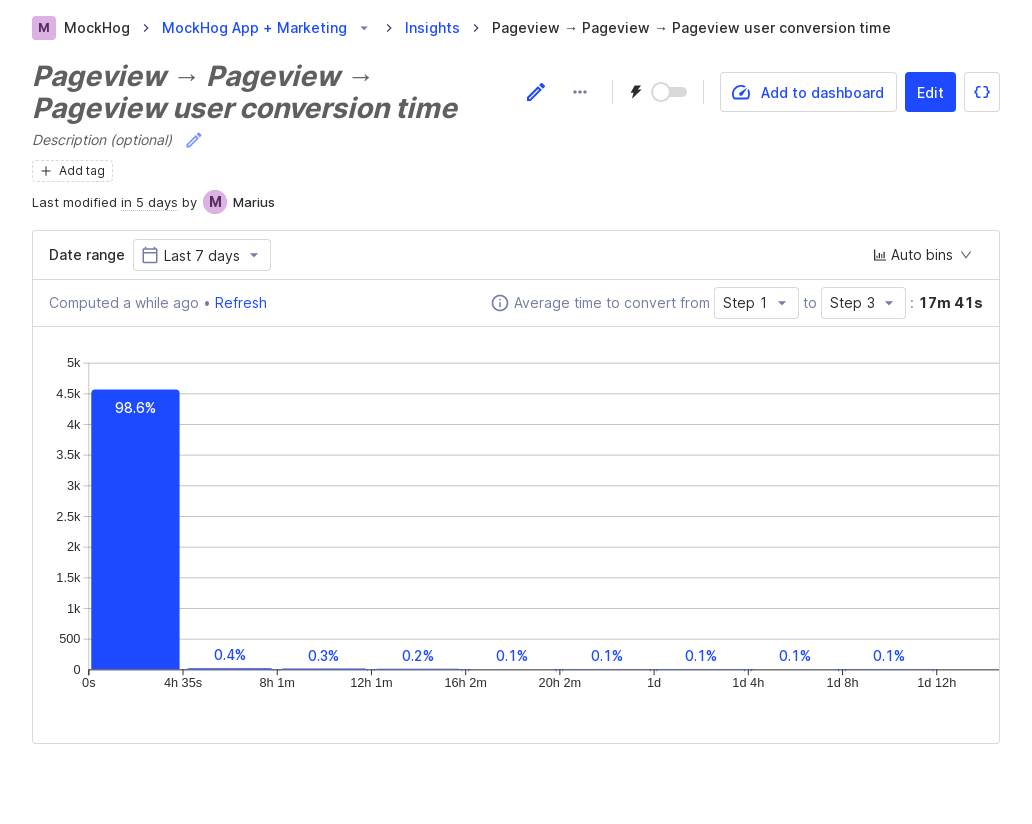 M MockHog > MockHog App + Marketing > Insights > Pageview → Pageview → Pageview user conversion time
Pageview → Pageview →
Pageview user conversion time
Add to dashboard
Edit
{}
Description (optional)
+ Add tag
Last modified in 5 days by M Marius
Date range Last 7 days Auto bins
Computed a while ago • Refresh Average time to convert from Step 1 to Step 3 : 17m 41s
5k
4.5k
98.6%
4k
3.5k
3k
2.5k
2k
1.5k
1k
500
0.4% 0.3% 0.2% 0.1% 0.1% 0.1% 0.1% 0.1%
0
0s 4h 35s 8h 1m 12h 1m 16h 2m 20h 2m 1d 1d 4h 1d 8h 1d 12h